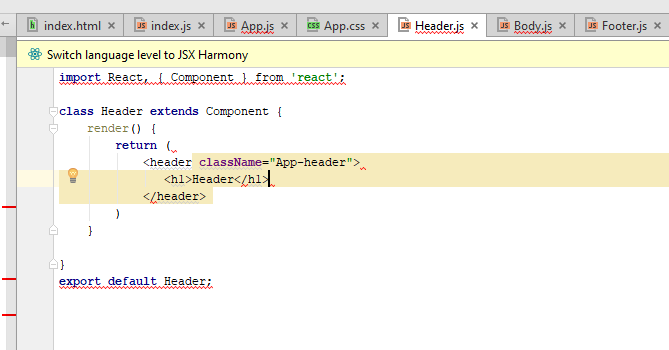 index.html index.js App.js App.css Header.js Body.js Footer.js
Switch language level to JSX Harmony
import React, { Component } from 'react';
class Header extends Component {
render() {
return (
<header className="App-header">
<h1>Header</h1>
</header>
)
}
}
export default Header;